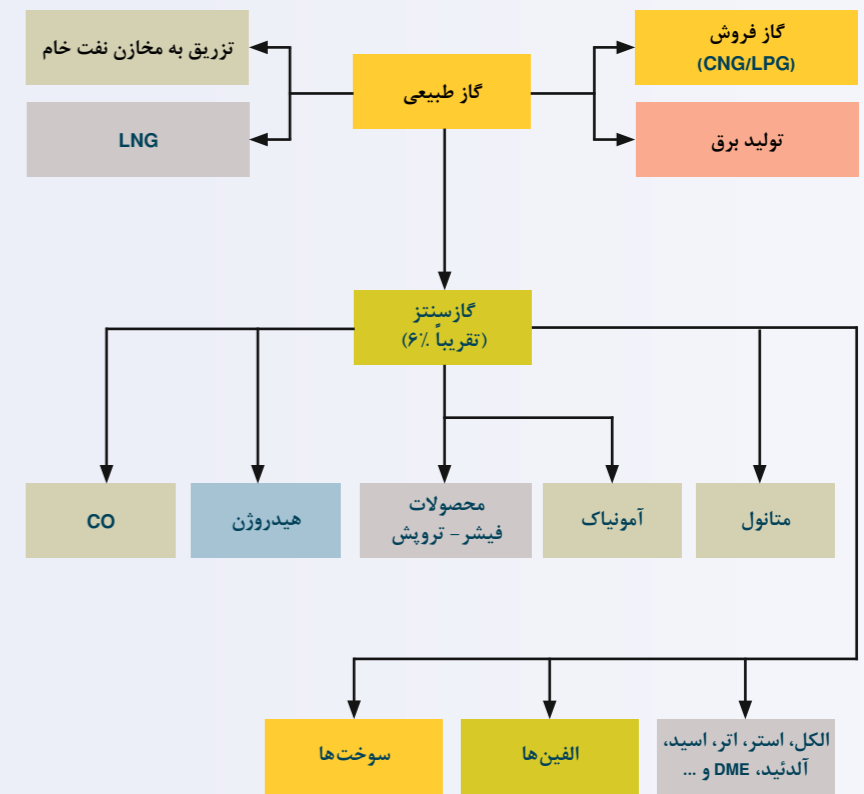 گاز فروش
(CNG/LPG)
گاز طبیعی
تزریق به مخازن نفت خام
تولید برق
LNG
گازسنتز
(تقریباً ۶٪)
متانول
آمونیاک
محصولات
فیشر - تروپش
هیدروژن
CO
الکل، استر، اتر، اسید،
آلدئید، DME و ...
الفین‌ها
سوخت‌ها